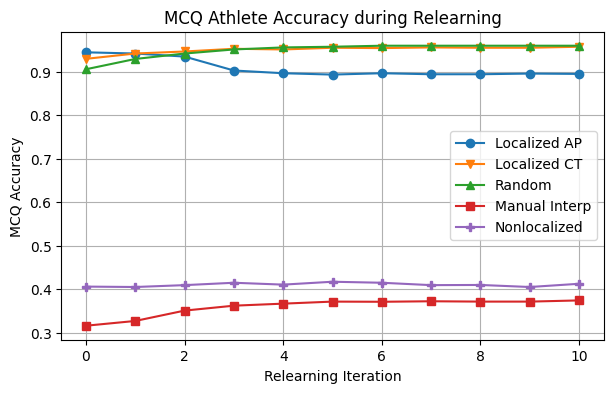 MCQ Athlete Accuracy during Relearning
MCQ Accuracy
0.9
0.8
0.7
0.6
0.5
0.4
0.3
Localized AP
Localized CT
Random
Manual Interp
Nonlocalized
0 2 4 6 8 10
Relearning Iteration